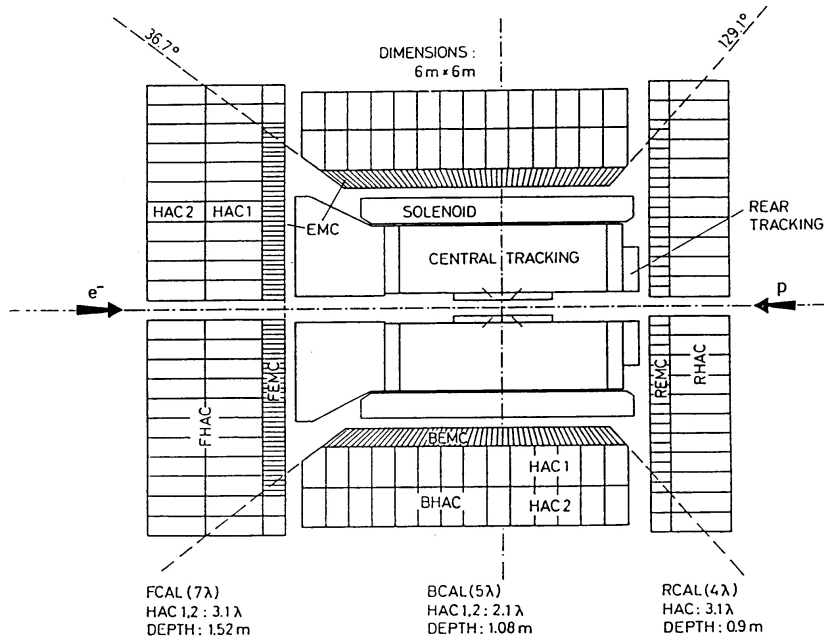 36.7°
129.1°
DIMENSIONS :
6m × 6m
HAC 2
HAC 1
EMC
SOLENOID
REAR
TRACKING
CENTRAL TRACKING
e⁻
p
FEMC
FHAC
REMC
RHAC
BEMC
HAC 1
BHAC
HAC 2
FCAL (7λ)
HAC 1,2 : 3.1λ
DEPTH : 1.52 m
BCAL (5λ)
HAC 1,2 : 2.1λ
DEPTH : 1.08 m
RCAL (4λ)
HAC : 3.1λ
DEPTH : 0.9 m